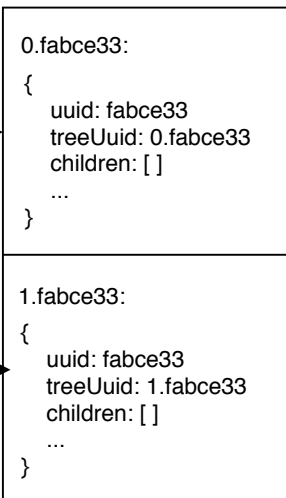 0.fabce33:
{
uuid: fabce33
treeUuid: 0.fabce33
children: [ ]
...
}
1.fabce33:
{
uuid: fabce33
treeUuid: 1.fabce33
children: [ ]
...
}